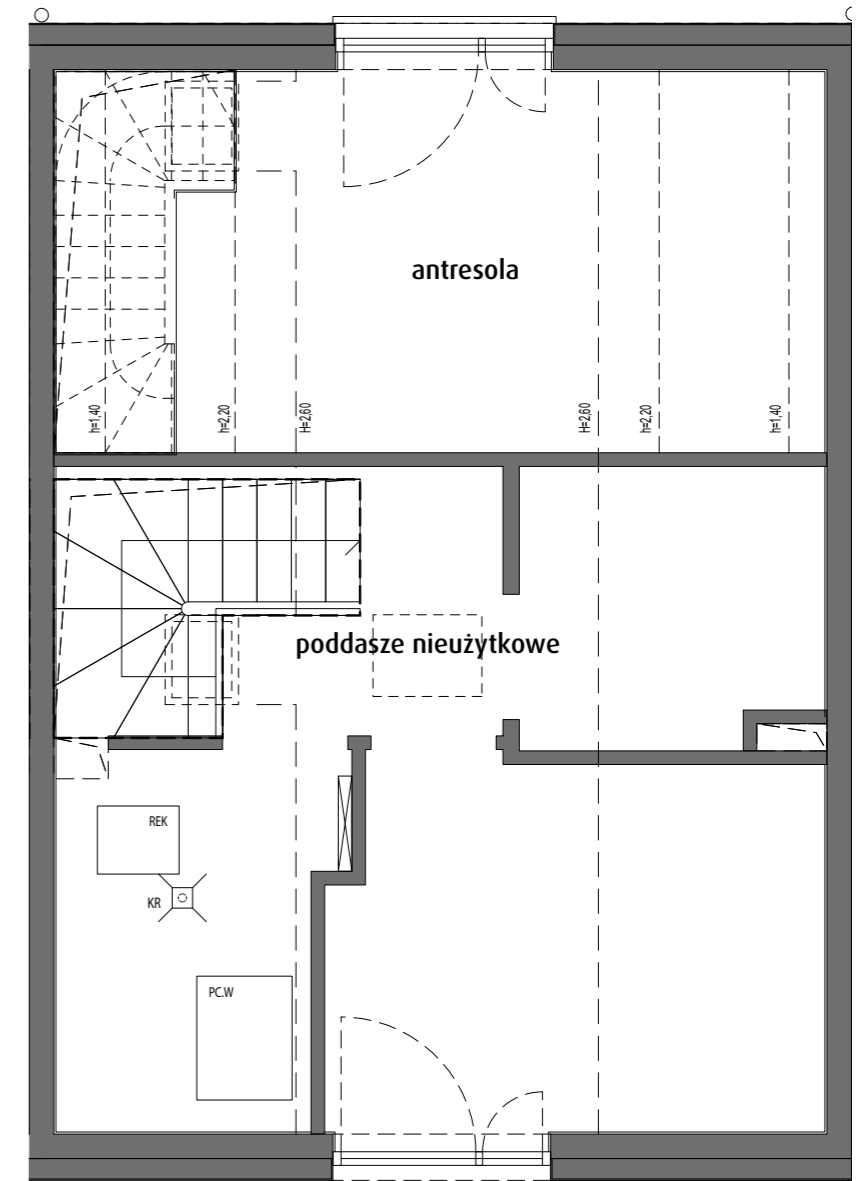 antresola
h=1,40
h=2,20
H=2,60
H=2,60
h=2,20
h=1,40
poddasze nieużytkowe
REK
KR
PC.W